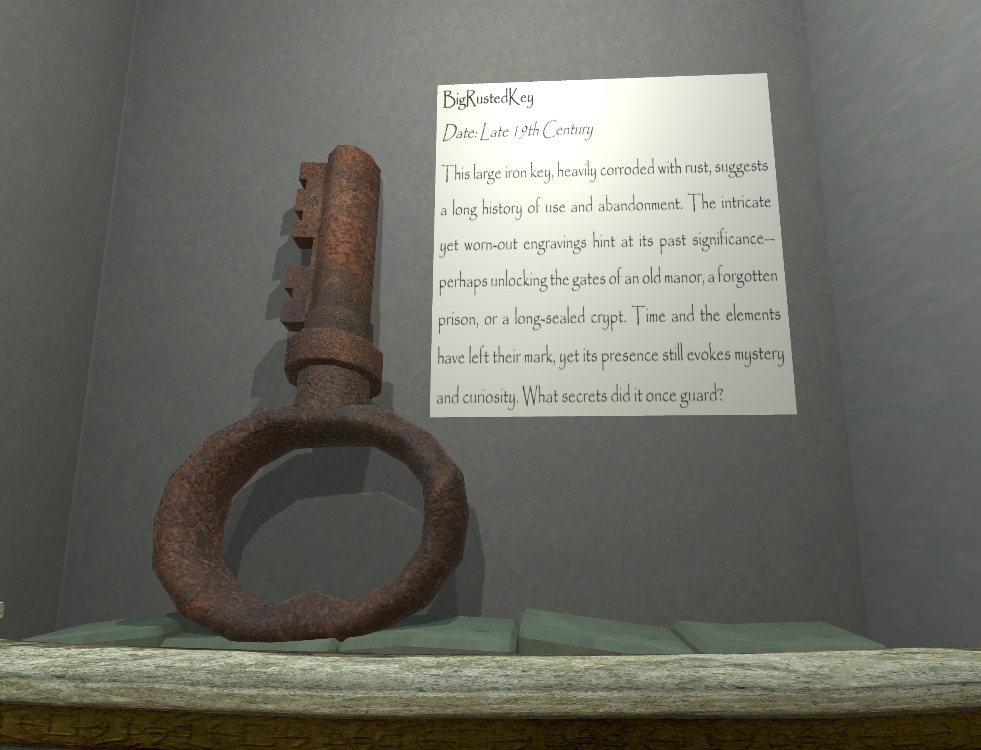 BigRustedKey
Date: Late 19th Century
This large iron key, heavily corroded with rust, suggests
a long history of use and abandonment. The intricate
yet worn-out engravings hint at its past significance—
perhaps unlocking the gates of an old manor, a forgotten
prison, or a long-sealed crypt. Time and the elements
have left their mark, yet its presence still evokes mystery
and curiosity. What secrets did it once guard?